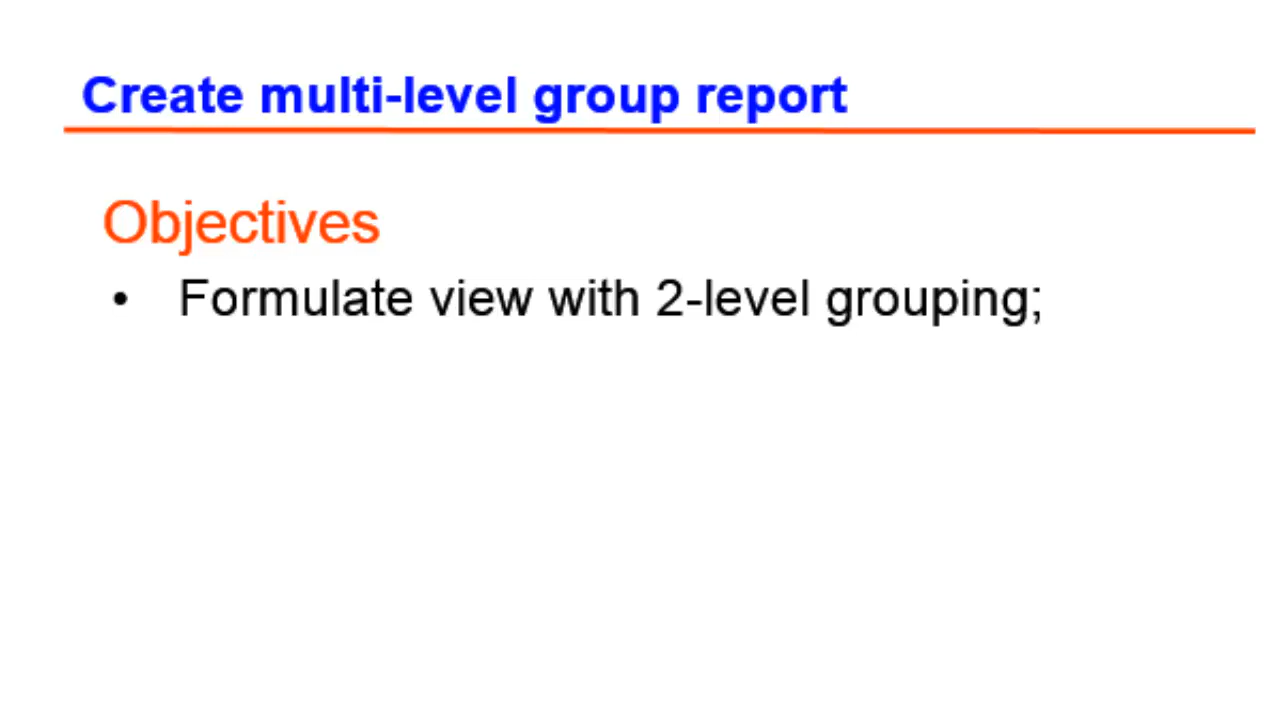 Create multi-level group report
Objectives
• Formulate view with 2-level grouping;